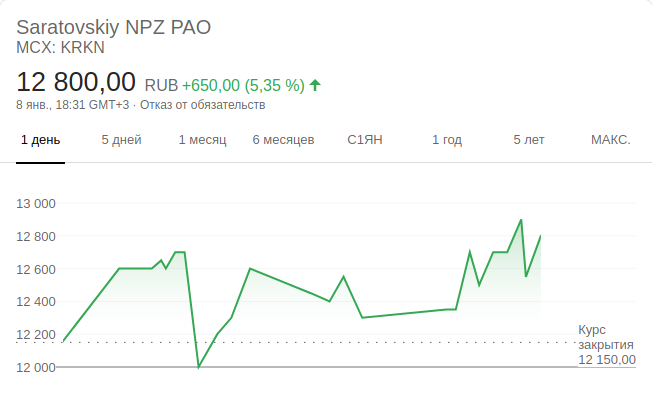 Saratovskiy NPZ PAO
MCX: KRKN
12 800,00 RUB +650,00 (5,35 %)
8 янв., 18:31 GMT+3 · Отказ от обязательств
1 день 5 дней 1 месяц 6 месяцев С1ЯН 1 год 5 лет МАКС.
13 000
12 800
12 600
12 400
12 200
12 000
Курс
закрытия
12 150,00